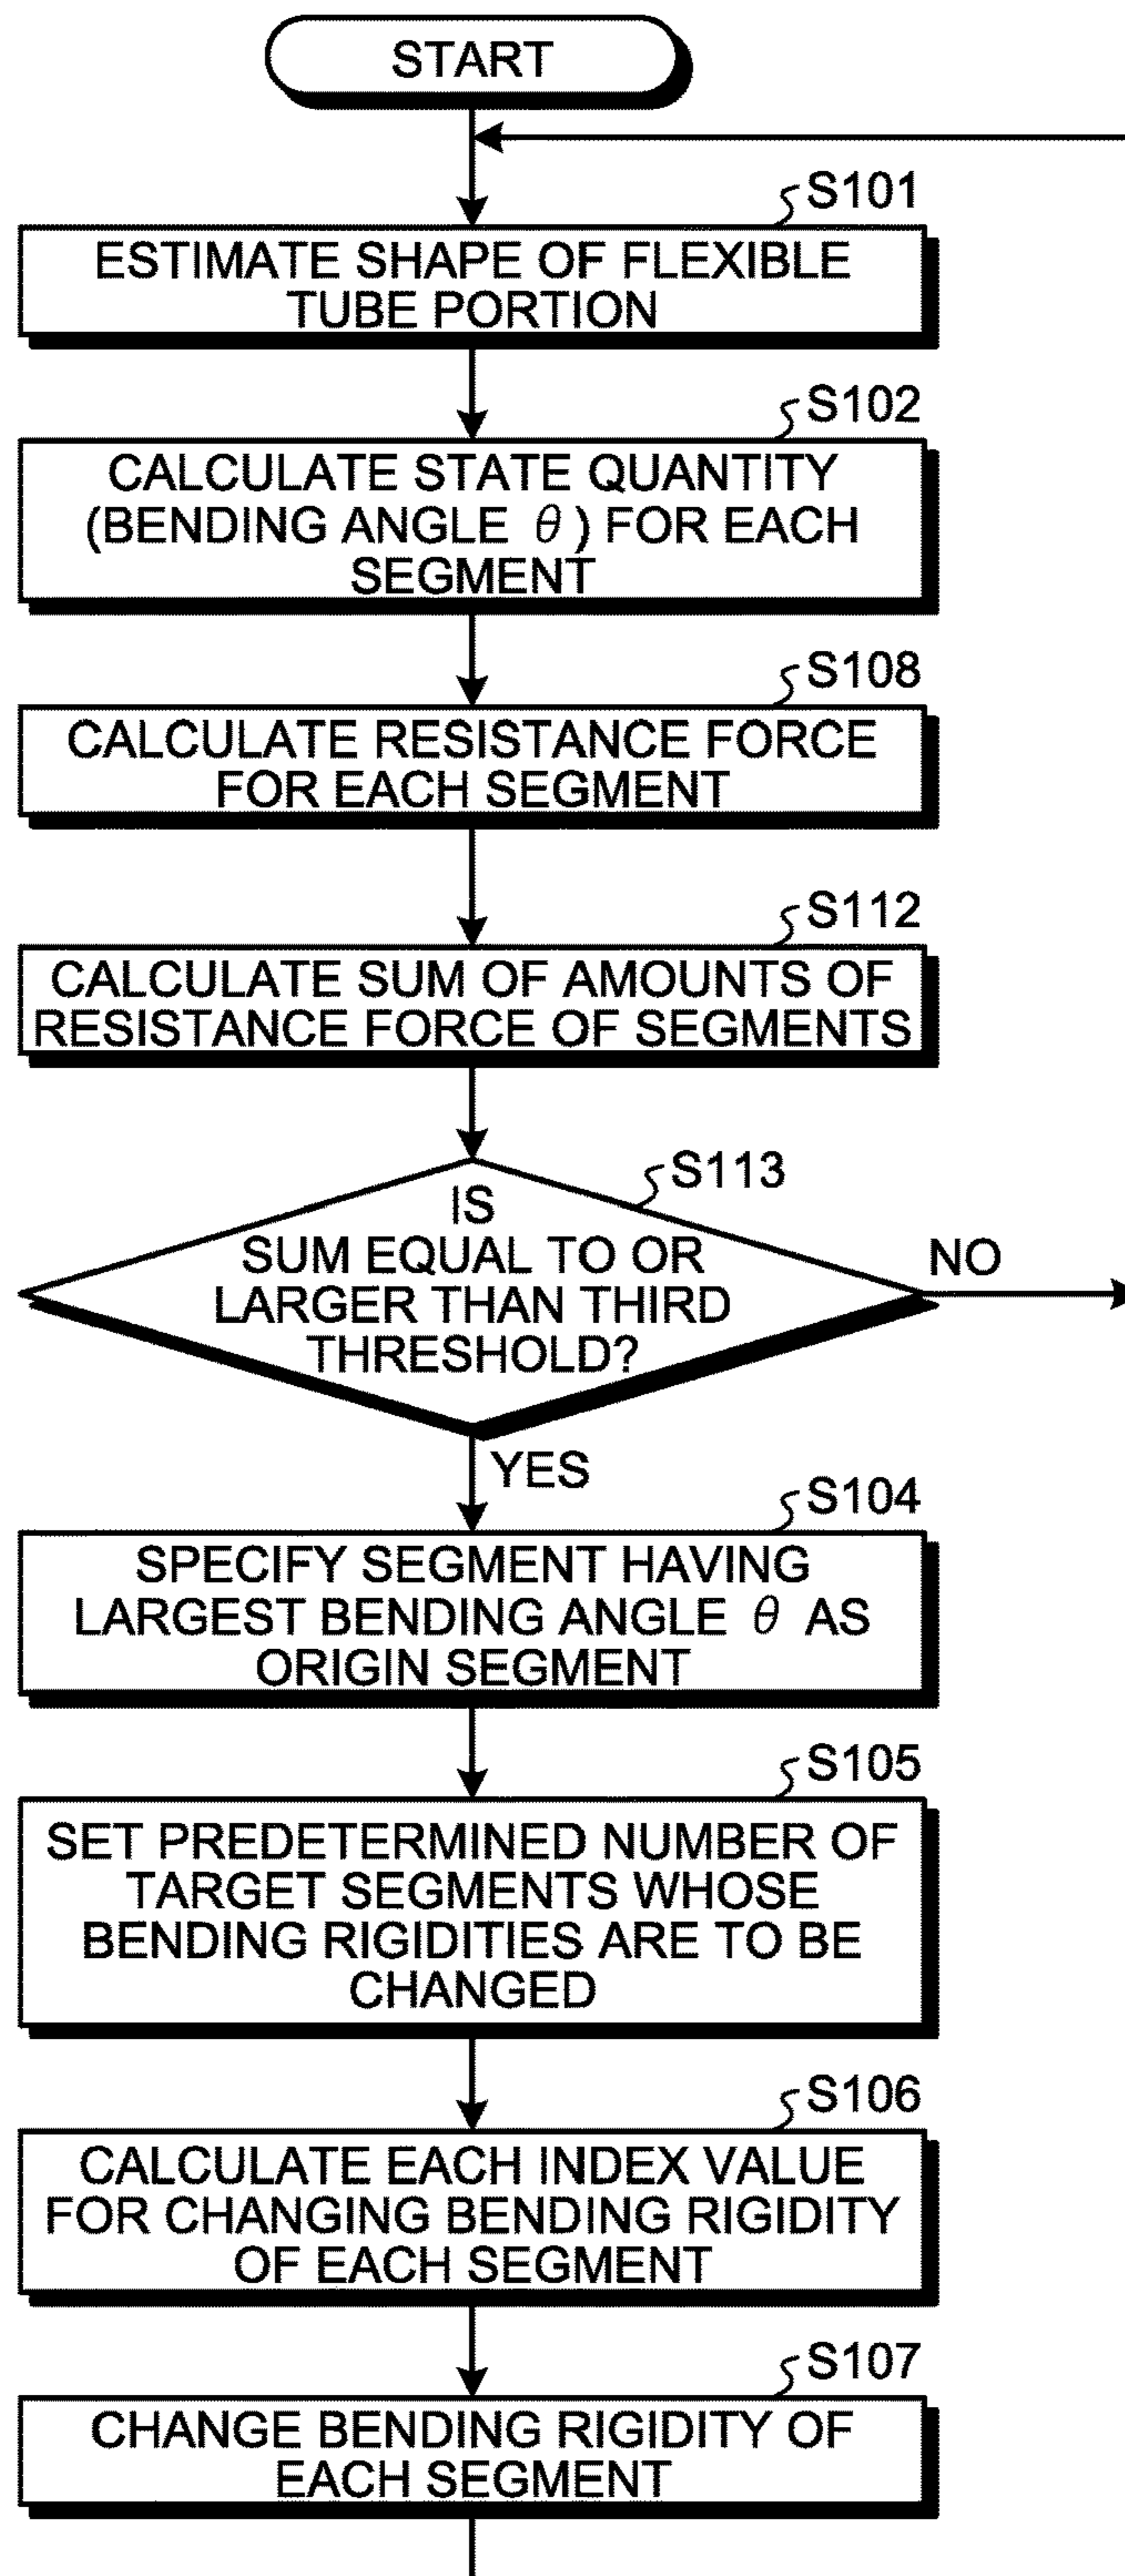 START
S101
ESTIMATE SHAPE OF FLEXIBLE
TUBE PORTION
S102
CALCULATE STATE QUANTITY
(BENDING ANGLE θ) FOR EACH
SEGMENT
S108
CALCULATE RESISTANCE FORCE
FOR EACH SEGMENT
S112
CALCULATE SUM OF AMOUNTS OF
RESISTANCE FORCE OF SEGMENTS
S113
IS
SUM EQUAL TO OR
LARGER THAN THIRD
THRESHOLD?
NO
YES
S104
SPECIFY SEGMENT HAVING
LARGEST BENDING ANGLE θ AS
ORIGIN SEGMENT
S105
SET PREDETERMINED NUMBER OF
TARGET SEGMENTS WHOSE
BENDING RIGIDITIES ARE TO BE
CHANGED
S106
CALCULATE EACH INDEX VALUE
FOR CHANGING BENDING RIGIDITY
OF EACH SEGMENT
S107
CHANGE BENDING RIGIDITY OF
EACH SEGMENT